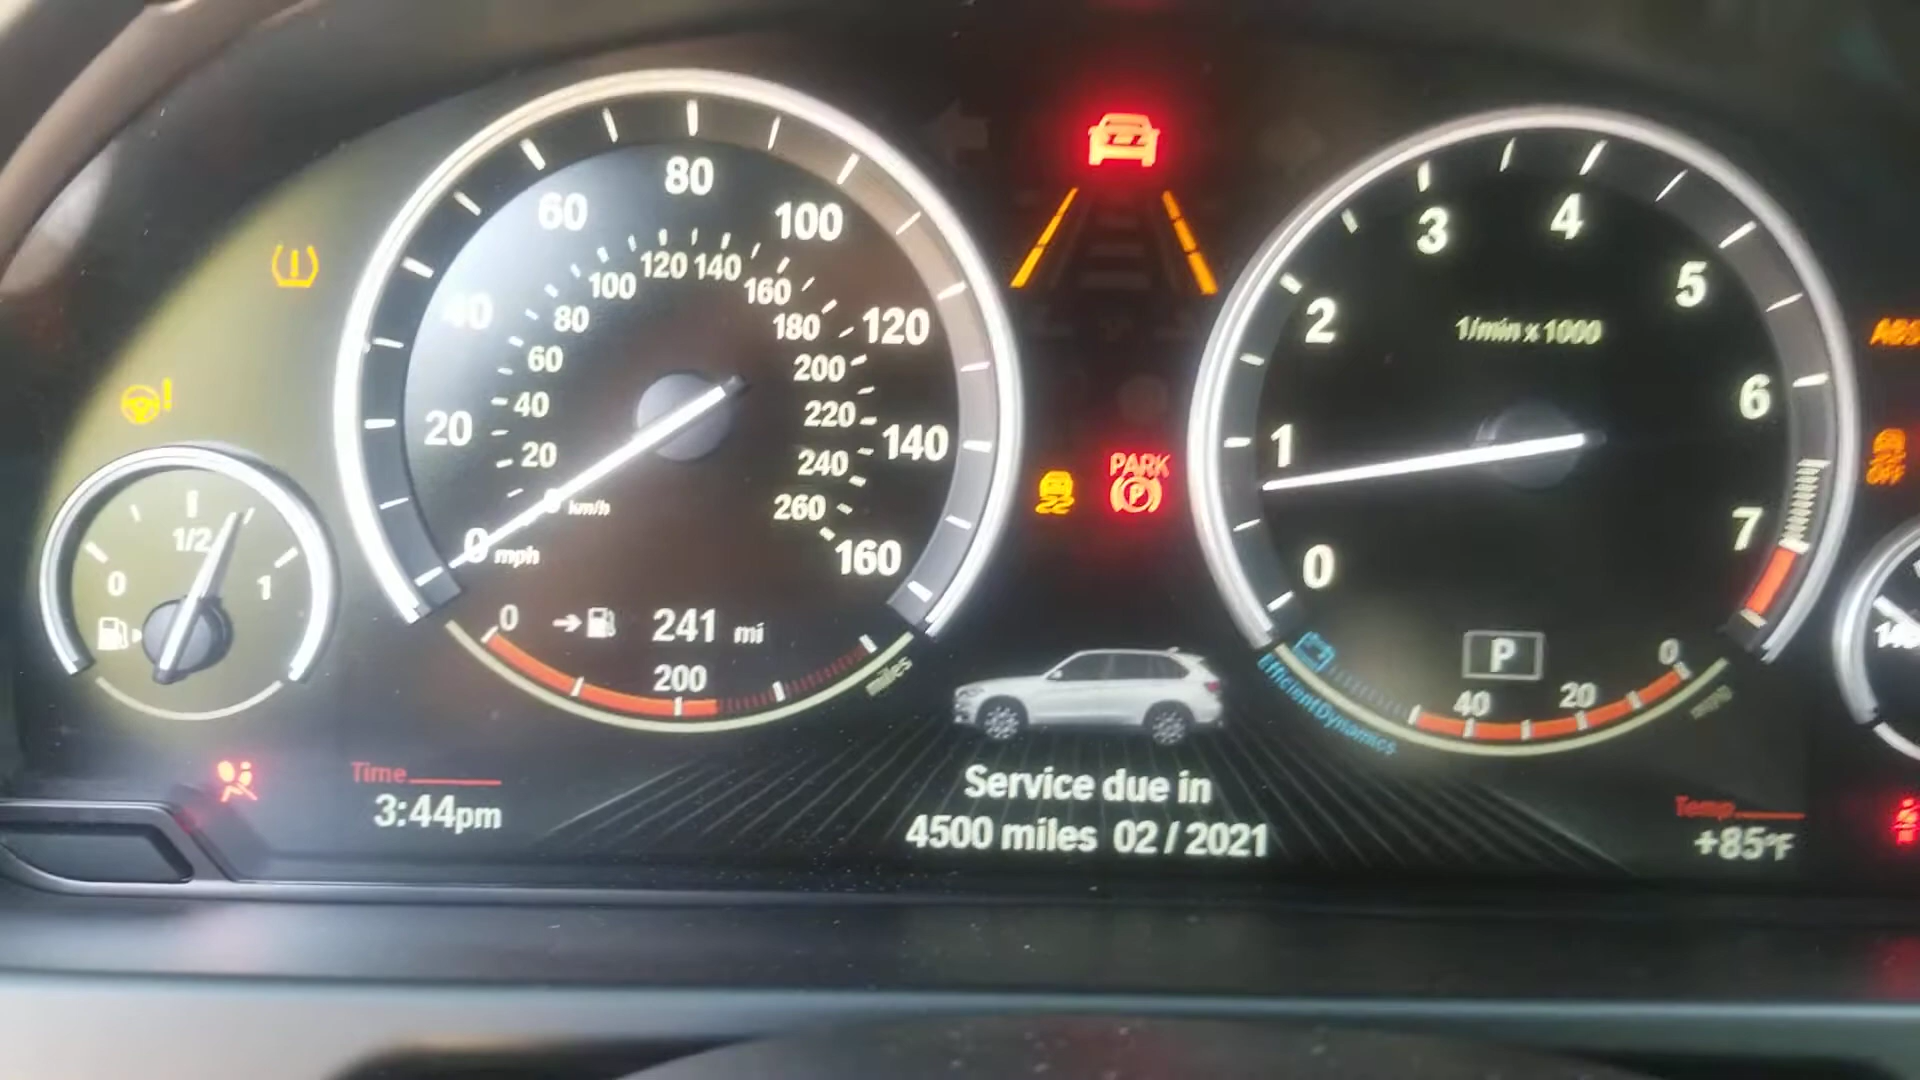 80
60
100
40
120
20
140
0 mph
160
120 140
100
160
80
180
60
200
40
220
20
240
km/h
260
0
241 mi
200
miles
1/2
0
1
Time
3:44pm
PARK
P
Service due in
4500 miles 02 / 2021
3
4
2
5
1/min x 1000
1
6
0
7
P
0
40
20
mpg
EfficientDynamics
ABS
OFF
Temp
+85°F